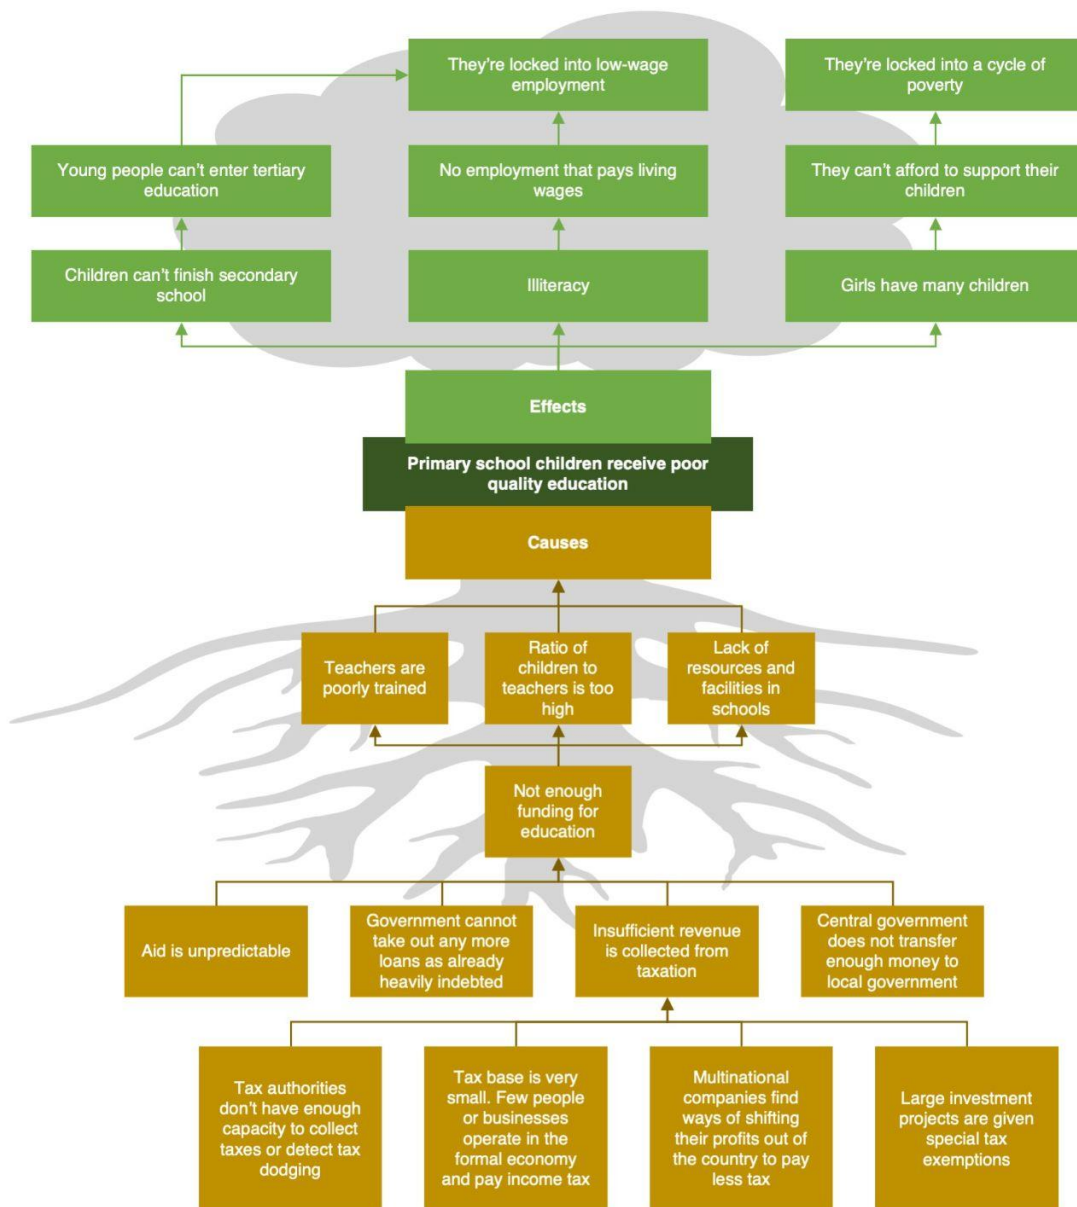 They're locked into low-wage
employment
They're locked into a cycle of
poverty
Young people can't enter tertiary
education
No employment that pays living
wages
They can't afford to support their
children
Children can't finish secondary
school
Illiteracy
Girls have many children
Effects
Primary school children receive poor
quality education
Causes
Teachers are
poorly trained
Ratio of
children to
teachers is too
high
Lack of
resources and
facilities in
schools
Not enough
funding for
education
Aid is unpredictable
Government cannot
take out any more
loans as already
heavily indebted
Insufficient revenue
is collected from
taxation
Central government
does not transfer
enough money to
local government
Tax authorities
don't have enough
capacity to collect
taxes or detect tax
dodging
Tax base is very
small. Few people
or businesses
operate in the
formal economy
and pay income tax
Multinational
companies find
ways of shifting
their profits out of
the country to pay
less tax
Large investment
projects are given
special tax
exemptions